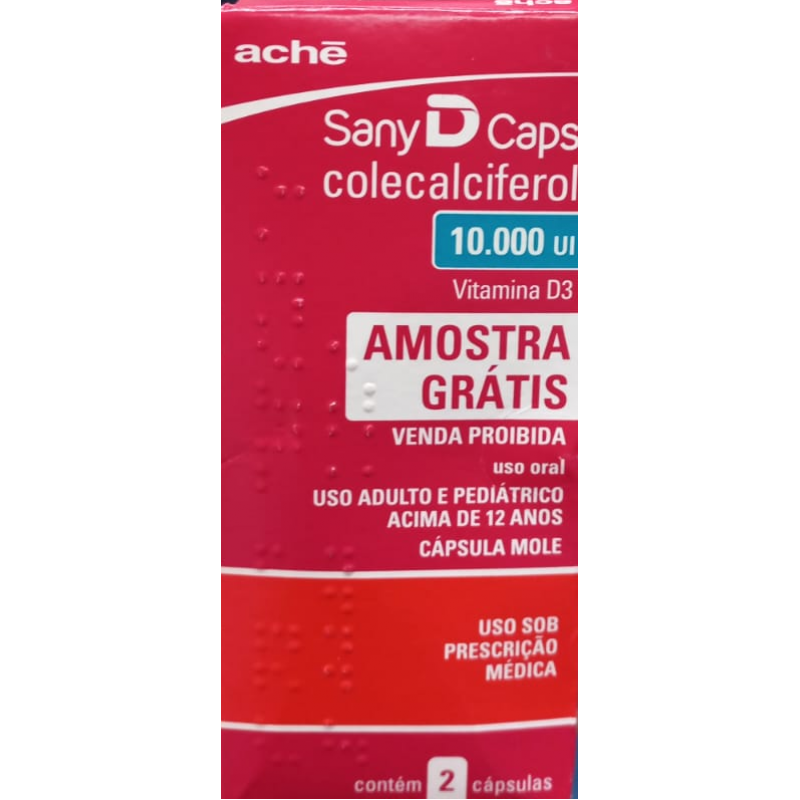 achē
Sany D Caps
colecalciferol
10.000 UI
Vitamina D3
AMOSTRA
GRÁTIS
VENDA PROIBIDA
uso oral
USO ADULTO E PEDIÁTRICO
ACIMA DE 12 ANOS
CÁPSULA MOLE
USO SOB
PRESCRIÇÃO
MÉDICA
contém 2 cápsulas